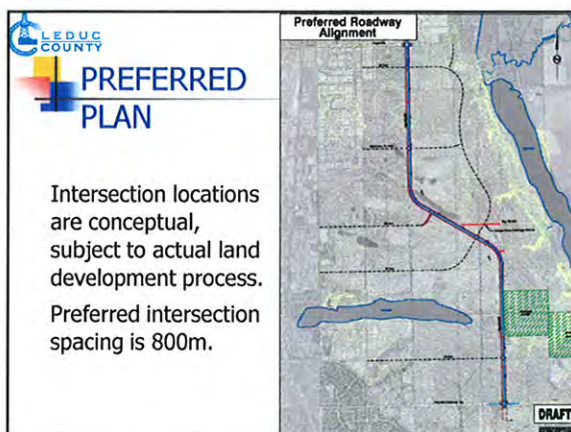 LEDUC
COUNTY
PREFERRED
PLAN
Intersection locations
are conceptual,
subject to actual land
development process.
Preferred intersection
spacing is 800m.
Preferred Roadway
Alignment
DRAFT